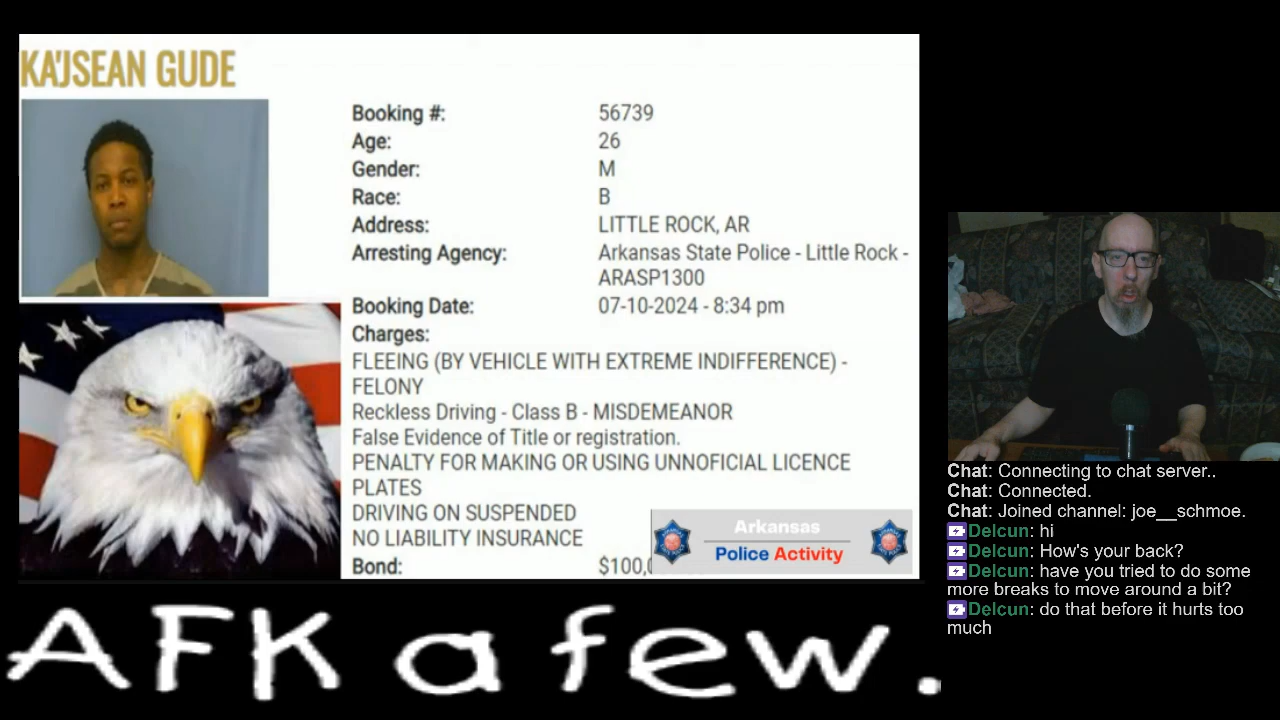 KA'JSEAN GUDE
Booking #: 56739
Age: 26
Gender: M
Race: B
Address: LITTLE ROCK, AR
Arresting Agency: Arkansas State Police - Little Rock -
ARASP1300
Booking Date: 07-10-2024 - 8:34 pm
Charges:
FLEEING (BY VEHICLE WITH EXTREME INDIFFERENCE) -
FELONY
Reckless Driving - Class B - MISDEMEANOR
False Evidence of Title or registration.
PENALTY FOR MAKING OR USING UNNOFICIAL LICENCE
PLATES
DRIVING ON SUSPENDED
NO LIABILITY INSURANCE
Bond: $100,
Arkansas
Police Activity
AFK a few.
Chat: Connecting to chat server..
Chat: Connected.
Chat: Joined channel: joe__schmoe.
Delcun: hi
Delcun: How's your back?
Delcun: have you tried to do some
more breaks to move around a bit?
Delcun: do that before it hurts too
much